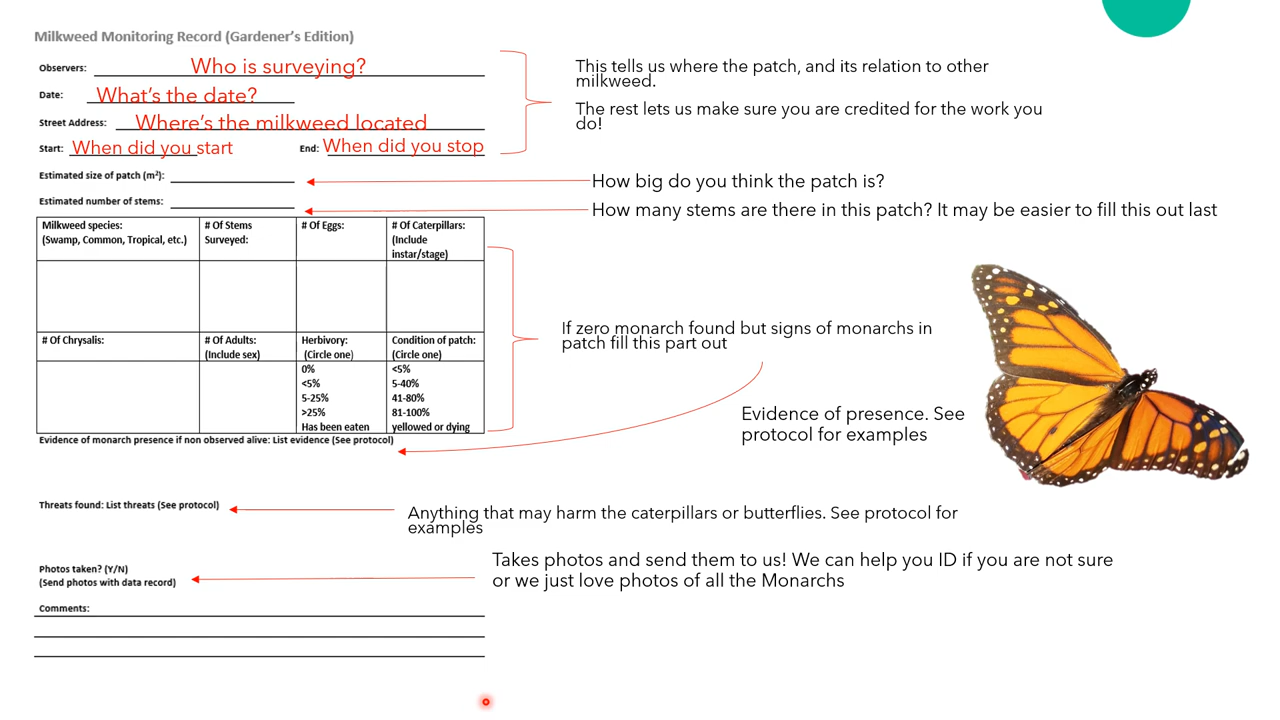 Milkweed Monitoring Record (Gardener's Edition)
Observers: Who is surveying?
Date: What's the date?
Street Address: Where's the milkweed located
Start: When did you start End: When did you stop
This tells us where the patch, and its relation to other
milkweed.
The rest lets us make sure you are credited for the work you
do!
Estimated size of patch (m²):
How big do you think the patch is?
Estimated number of stems:
How many stems are there in this patch? It may be easier to fill this out last
Milkweed species:
(Swamp, Common, Tropical, etc.)
# Of Stems
Surveyed:
# Of Eggs:
# Of Caterpillars:
(Include
instar/stage)
# Of Chrysalis:
# Of Adults:
(Include sex)
Herbivory:
(Circle one)
Condition of patch:
(Circle one)
0%
<5%
5-25%
>25%
Has been eaten
<5%
5-40%
41-80%
81-100%
yellowed or dying
If zero monarch found but signs of monarchs in
patch fill this part out
Evidence of presence. See
protocol for examples
Evidence of monarch presence if non observed alive: List evidence (See protocol)
Threats found: List threats (See protocol)
Anything that may harm the caterpillars or butterflies. See protocol for
examples
Photos taken? (Y/N)
(Send photos with data record)
Takes photos and send them to us! We can help you ID if you are not sure
or we just love photos of all the Monarchs
Comments: